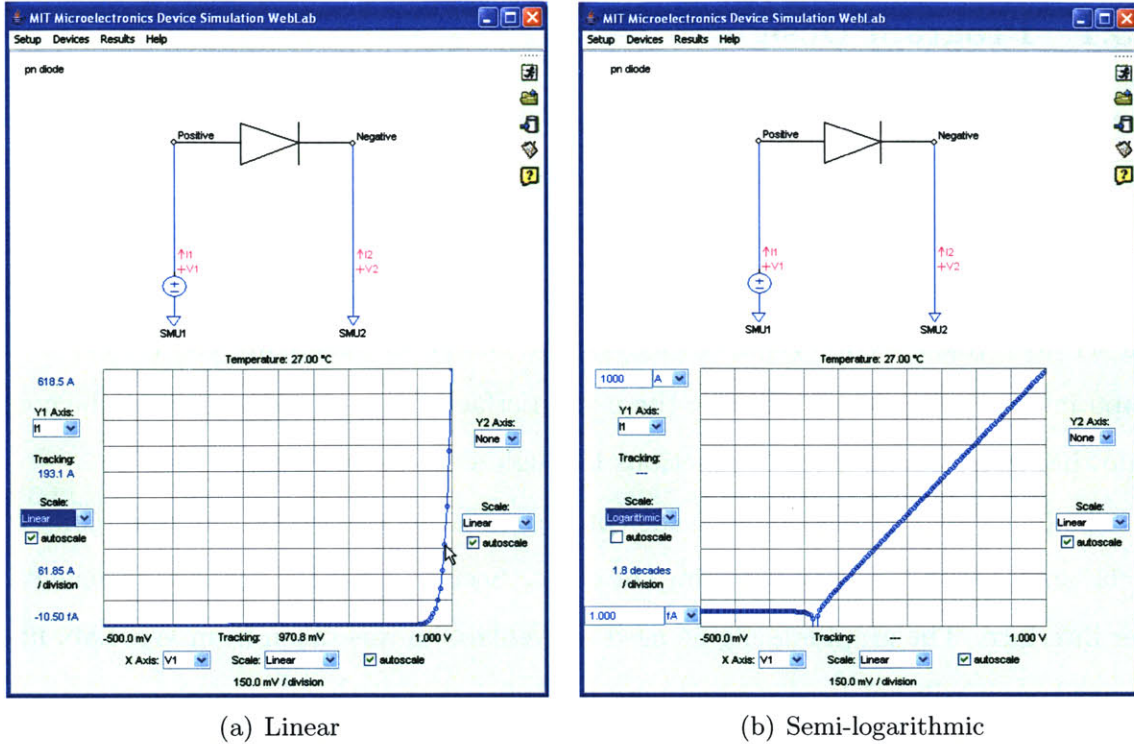 MIT Microelectronics Device Simulation WebLab
Setup Devices Results Help
pn diode
Positive
Negative
I1
+V1
I2
+V2
SMU1
SMU2
Temperature: 27.00 °C
618.5 A
Y1 Axis:
I1
Tracking:
193.1 A
Scale:
Linear
autoscale
61.85 A
/ division
-10.50 fA
Y2 Axis:
None
Scale:
Linear
autoscale
-500.0 mV Tracking: 970.8 mV 1.000 V
X Axis: V1 Scale: Linear autoscale
150.0 mV / division
(a) Linear
MIT Microelectronics Device Simulation WebLab
Setup Devices Results Help
pn diode
Positive
Negative
I1
+V1
I2
+V2
SMU1
SMU2
Temperature: 27.00 °C
1000 A
Y1 Axis:
I1
Tracking:
---
Scale:
Logarithmic
autoscale
1.8 decades
/ division
1.000 fA
Y2 Axis:
None
Scale:
Linear
autoscale
-500.0 mV Tracking: --- 1.000 V
X Axis: V1 Scale: Linear autoscale
150.0 mV / division
(b) Semi-logarithmic